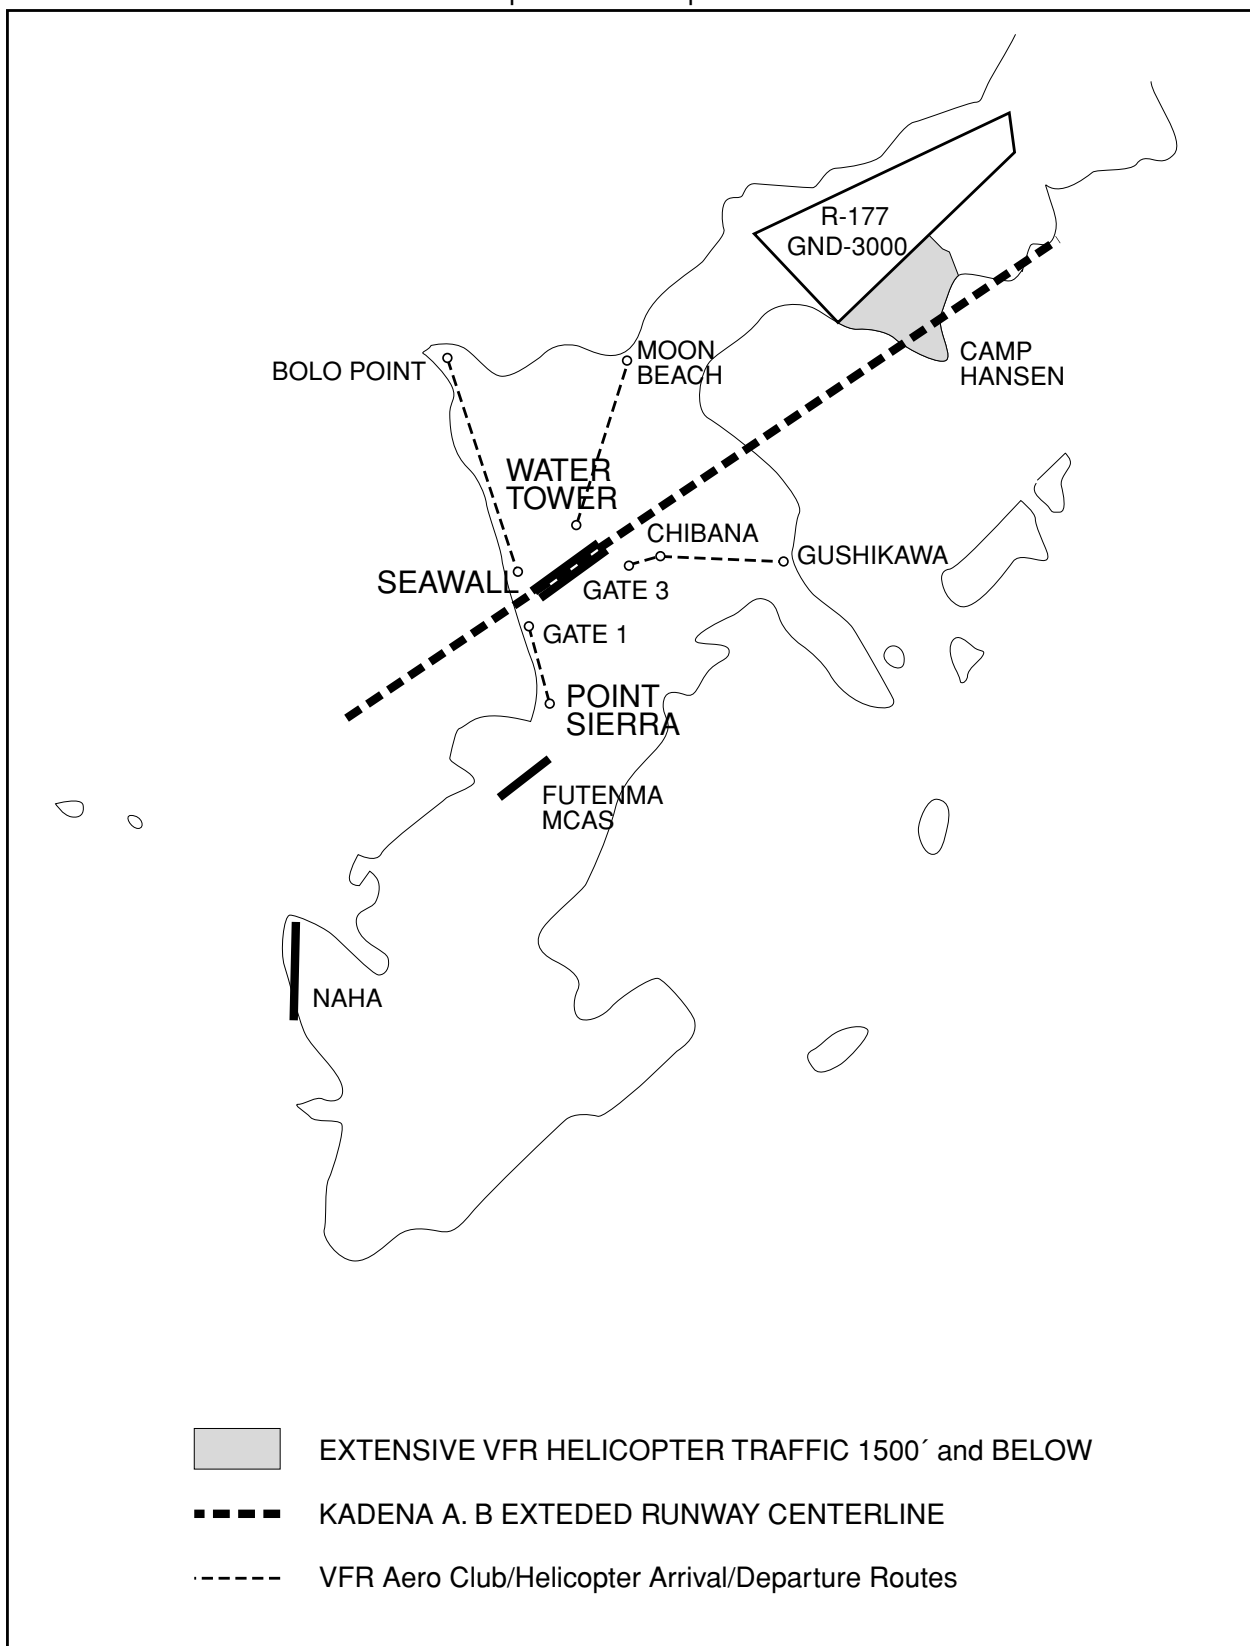 R-177
GND-3000
MOON
BEACH
CAMP
HANSEN
BOLO POINT
WATER
TOWER
CHIBANA
GUSHIKAWA
SEAWALL
GATE 3
GATE 1
POINT
SIERRA
FUTENMA
MCAS
NAHA
EXTENSIVE VFR HELICOPTER TRAFFIC 1500´ and BELOW
KADENA A. B EXTEDED RUNWAY CENTERLINE
VFR Aero Club/Helicopter Arrival/Departure Routes